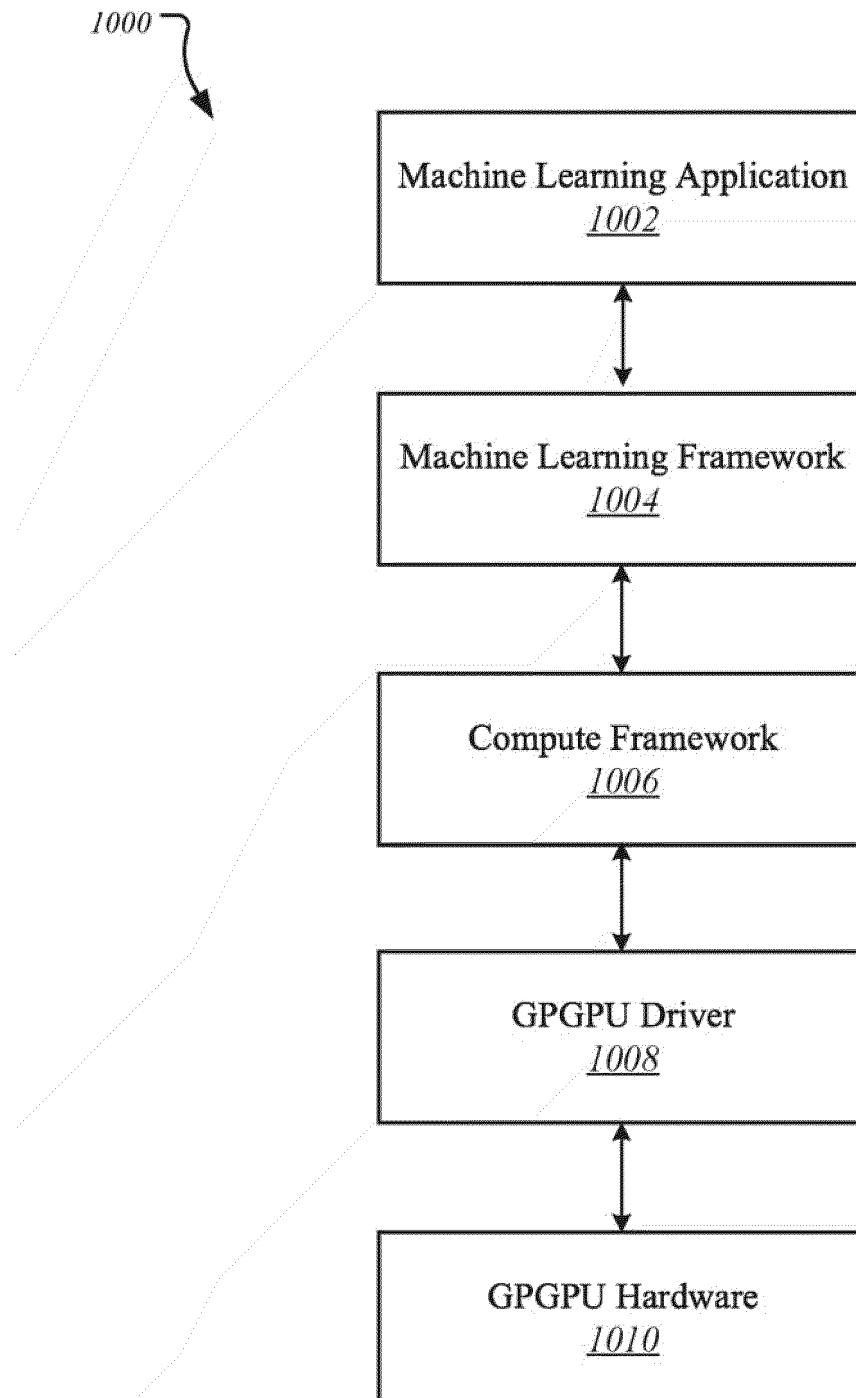 1000
Machine Learning Application
1002
Machine Learning Framework
1004
Compute Framework
1006
GPGPU Driver
1008
GPGPU Hardware
1010